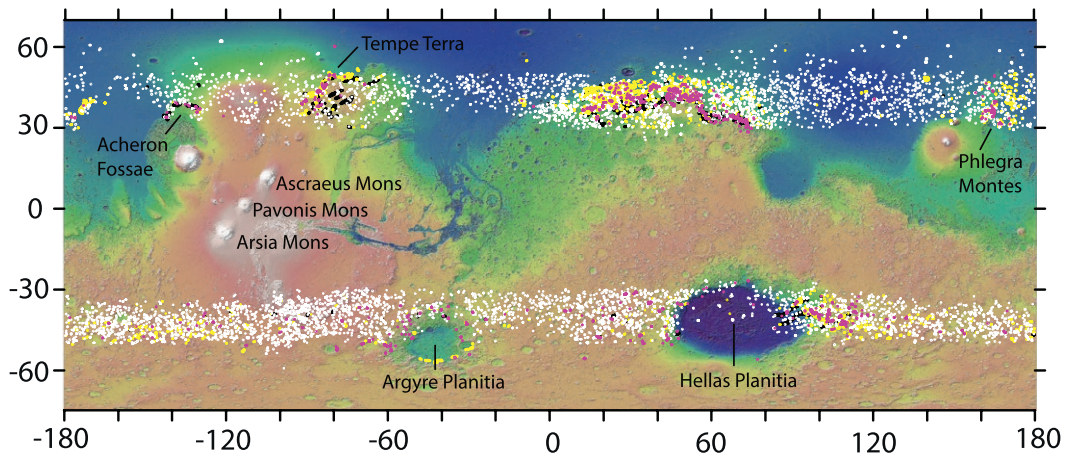 60
Tempe Terra
30
Acheron
Fossae
Phlegra
Montes
Ascraeus Mons
0
Pavonis Mons
Arsia Mons
-30
-60
Argyre Planitia
Hellas Planitia
-180
-120
-60
0
60
120
180